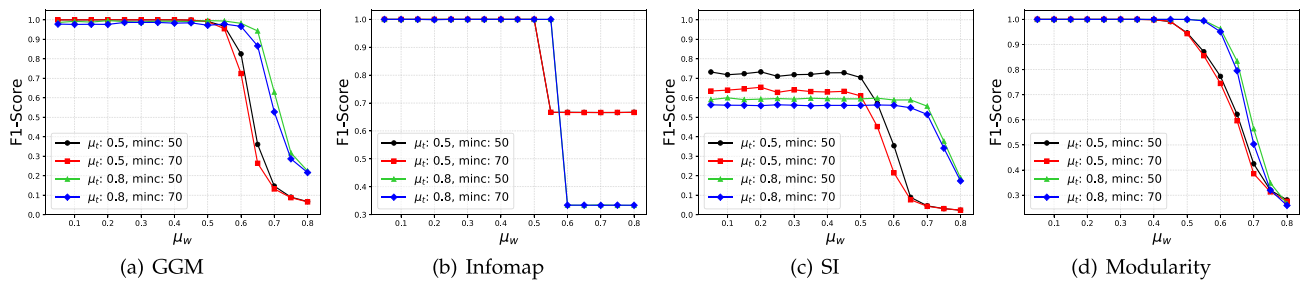 F1-Score
1.0
0.9
0.8
0.7
0.6
0.5
0.4
0.3
0.2
0.1
0.0
μt: 0.5, minc: 50
μt: 0.5, minc: 70
μt: 0.8, minc: 50
μt: 0.8, minc: 70
0.1 0.2 0.3 0.4 0.5 0.6 0.7 0.8
μw
(a) GGM
F1-Score
1.0
0.9
0.8
0.7
0.6
0.5
0.4
0.3
μt: 0.5, minc: 50
μt: 0.5, minc: 70
μt: 0.8, minc: 50
μt: 0.8, minc: 70
0.1 0.2 0.3 0.4 0.5 0.6 0.7 0.8
μw
(b) Infomap
F1-Score
1.0
0.9
0.8
0.7
0.6
0.5
0.4
0.3
0.2
0.1
0.0
μt: 0.5, minc: 50
μt: 0.5, minc: 70
μt: 0.8, minc: 50
μt: 0.8, minc: 70
0.1 0.2 0.3 0.4 0.5 0.6 0.7 0.8
μw
(c) SI
F1-Score
1.0
0.9
0.8
0.7
0.6
0.5
0.4
0.3
μt: 0.5, minc: 50
μt: 0.5, minc: 70
μt: 0.8, minc: 50
μt: 0.8, minc: 70
0.1 0.2 0.3 0.4 0.5 0.6 0.7 0.8
μw
(d) Modularity